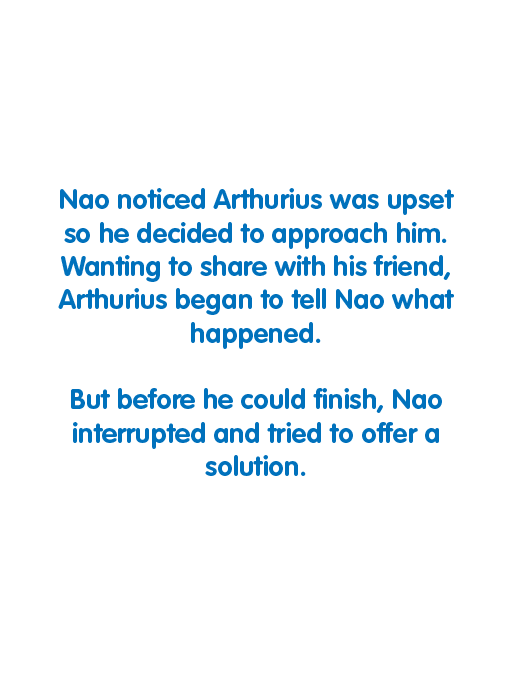 Nao noticed Arthurius was upset
so he decided to approach him.
Wanting to share with his friend,
Arthurius began to tell Nao what
happened.
But before he could finish, Nao
interrupted and tried to offer a
solution.